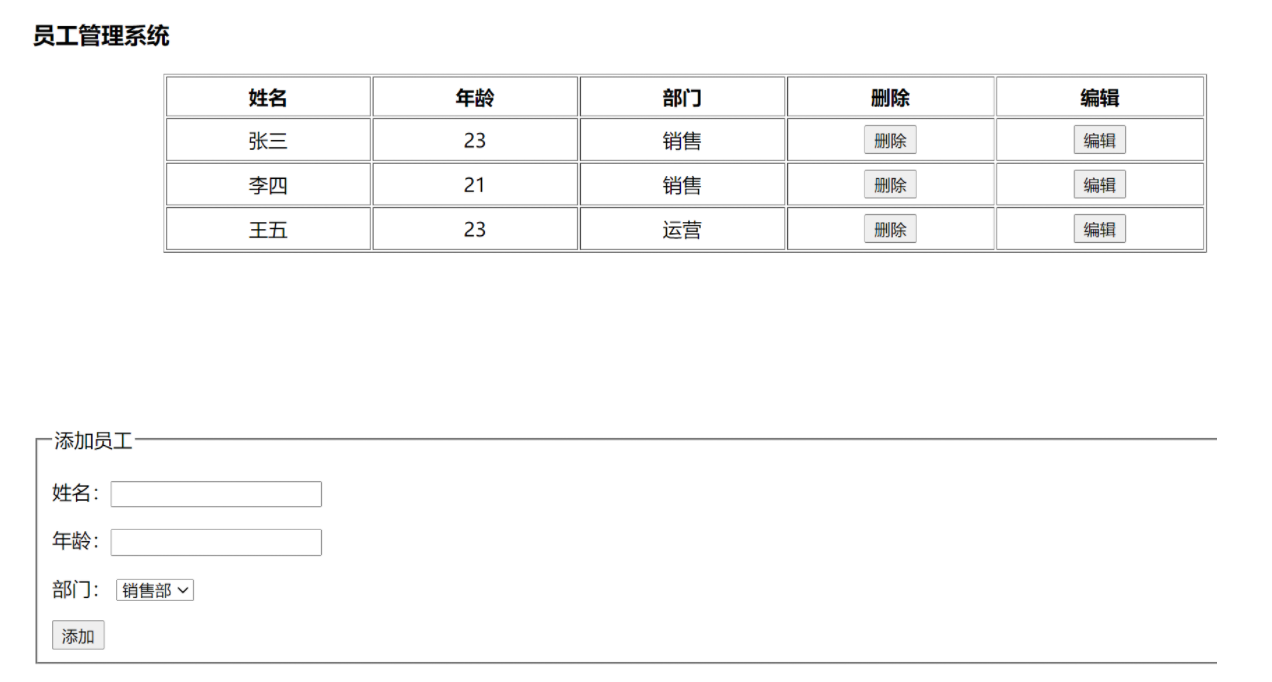 员工管理系统
姓名 年龄 部门 删除 编辑
张三 23 销售 删除 编辑
李四 21 销售 删除 编辑
王五 23 运营 删除 编辑
添加员工
姓名：
年龄：
部门： 销售部
添加